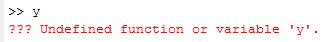 >> y
??? Undefined function or variable 'y'.